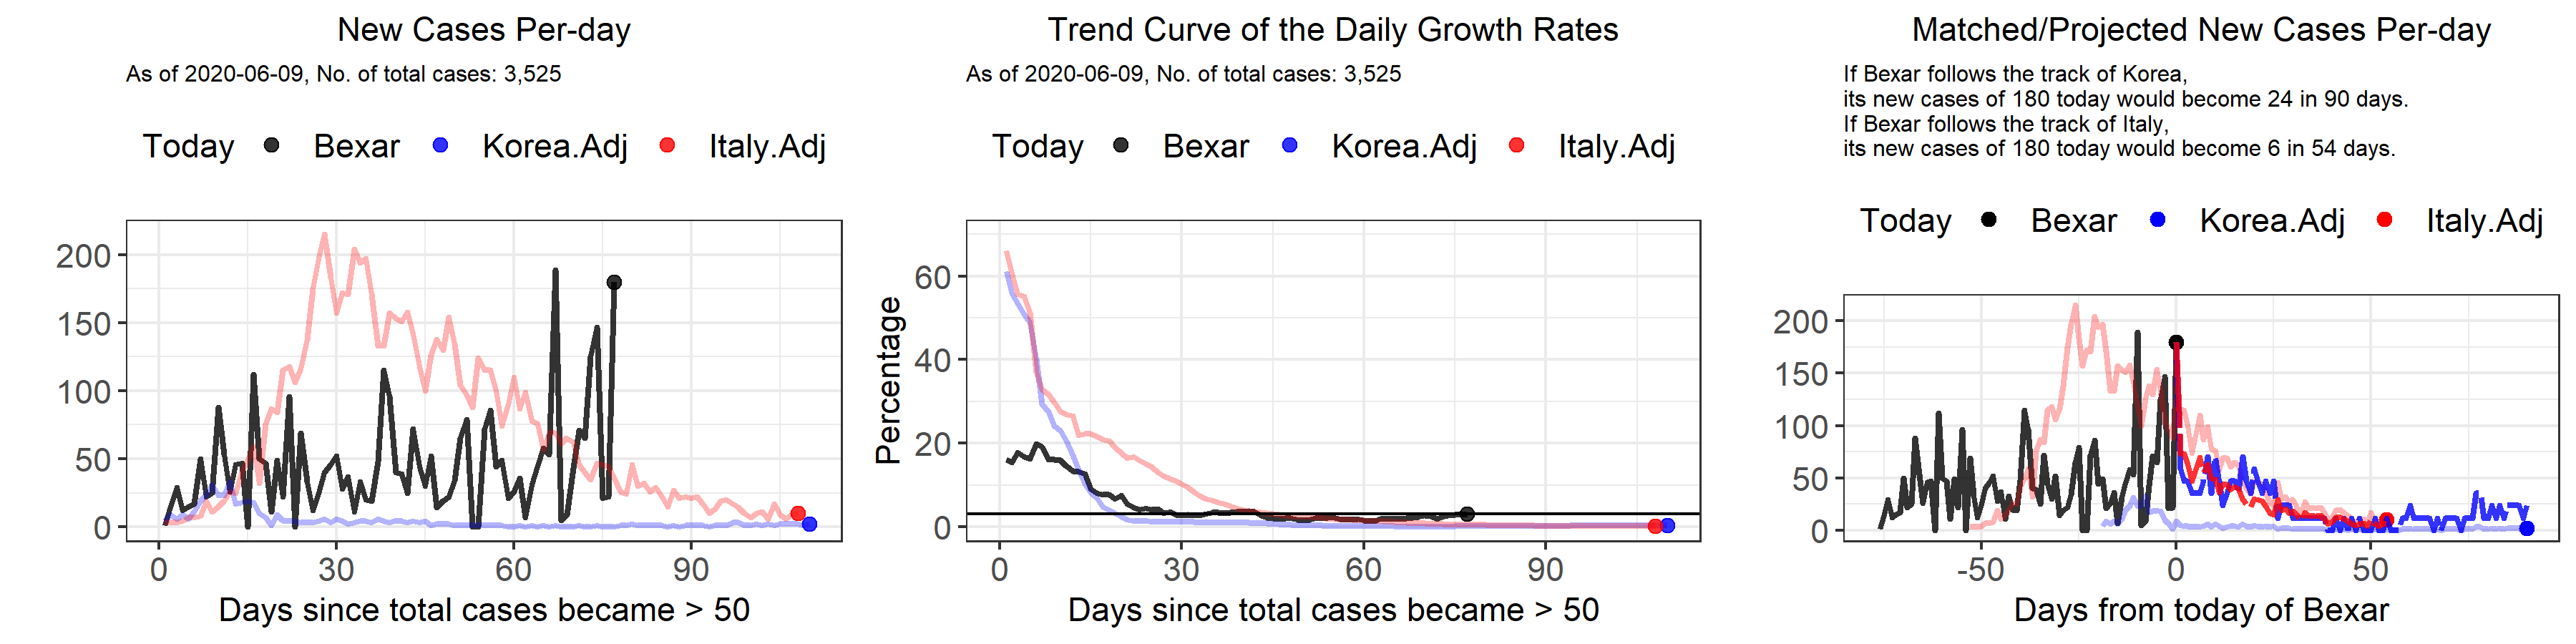 New Cases Per-day
As of 2020-06-09, No. of total cases: 3,525
Today Bexar Korea.Adj Italy.Adj
200
150
100
50
0
0 30 60 90
Days since total cases became > 50
Trend Curve of the Daily Growth Rates
As of 2020-06-09, No. of total cases: 3,525
Today Bexar Korea.Adj Italy.Adj
Percentage
60
40
20
0
0 30 60 90
Days since total cases became > 50
Matched/Projected New Cases Per-day
If Bexar follows the track of Korea,
its new cases of 180 today would become 24 in 90 days.
If Bexar follows the track of Italy,
its new cases of 180 today would become 6 in 54 days.
Today Bexar Korea.Adj Italy.Adj
200
150
100
50
0
-50 0 50
Days from today of Bexar